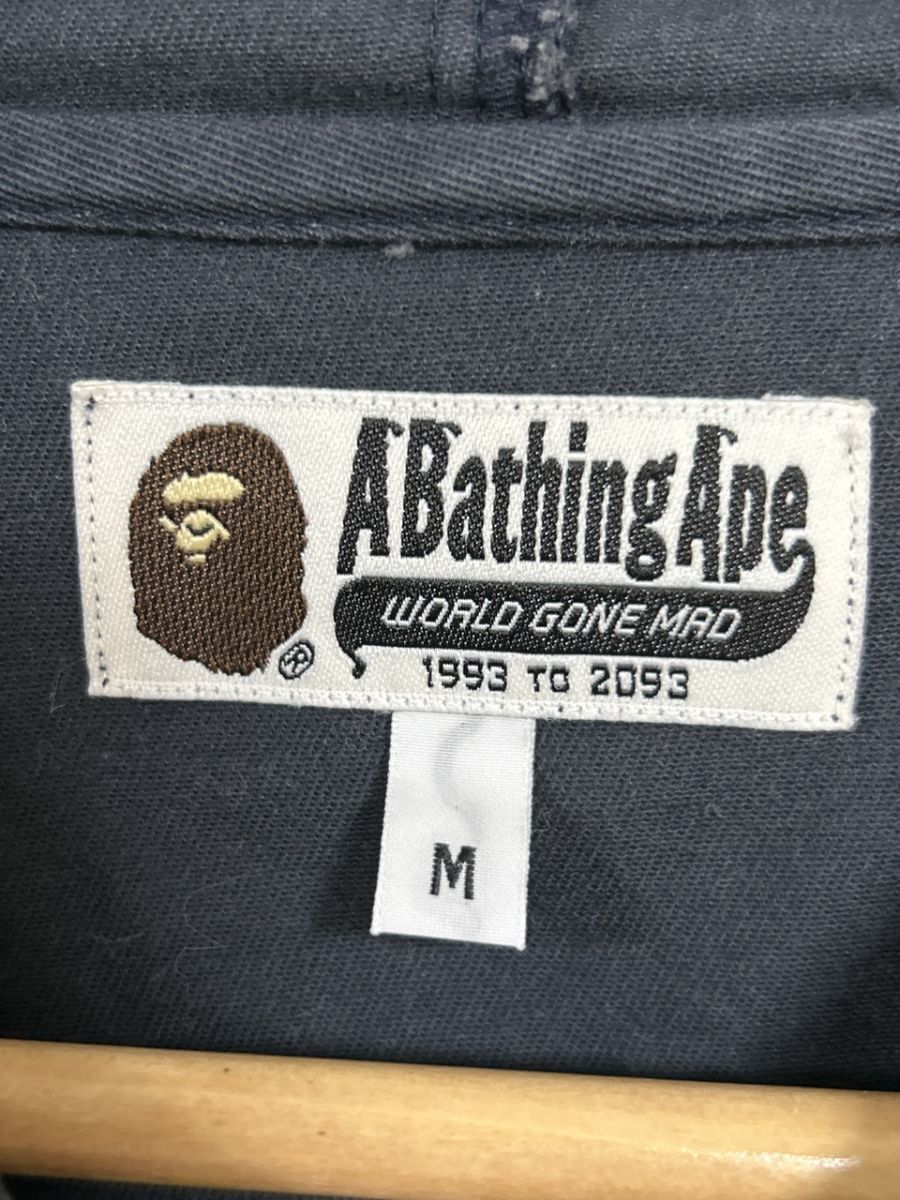 A Bathing Ape
WORLD GONE MAD
®
1993 TO 2093
M